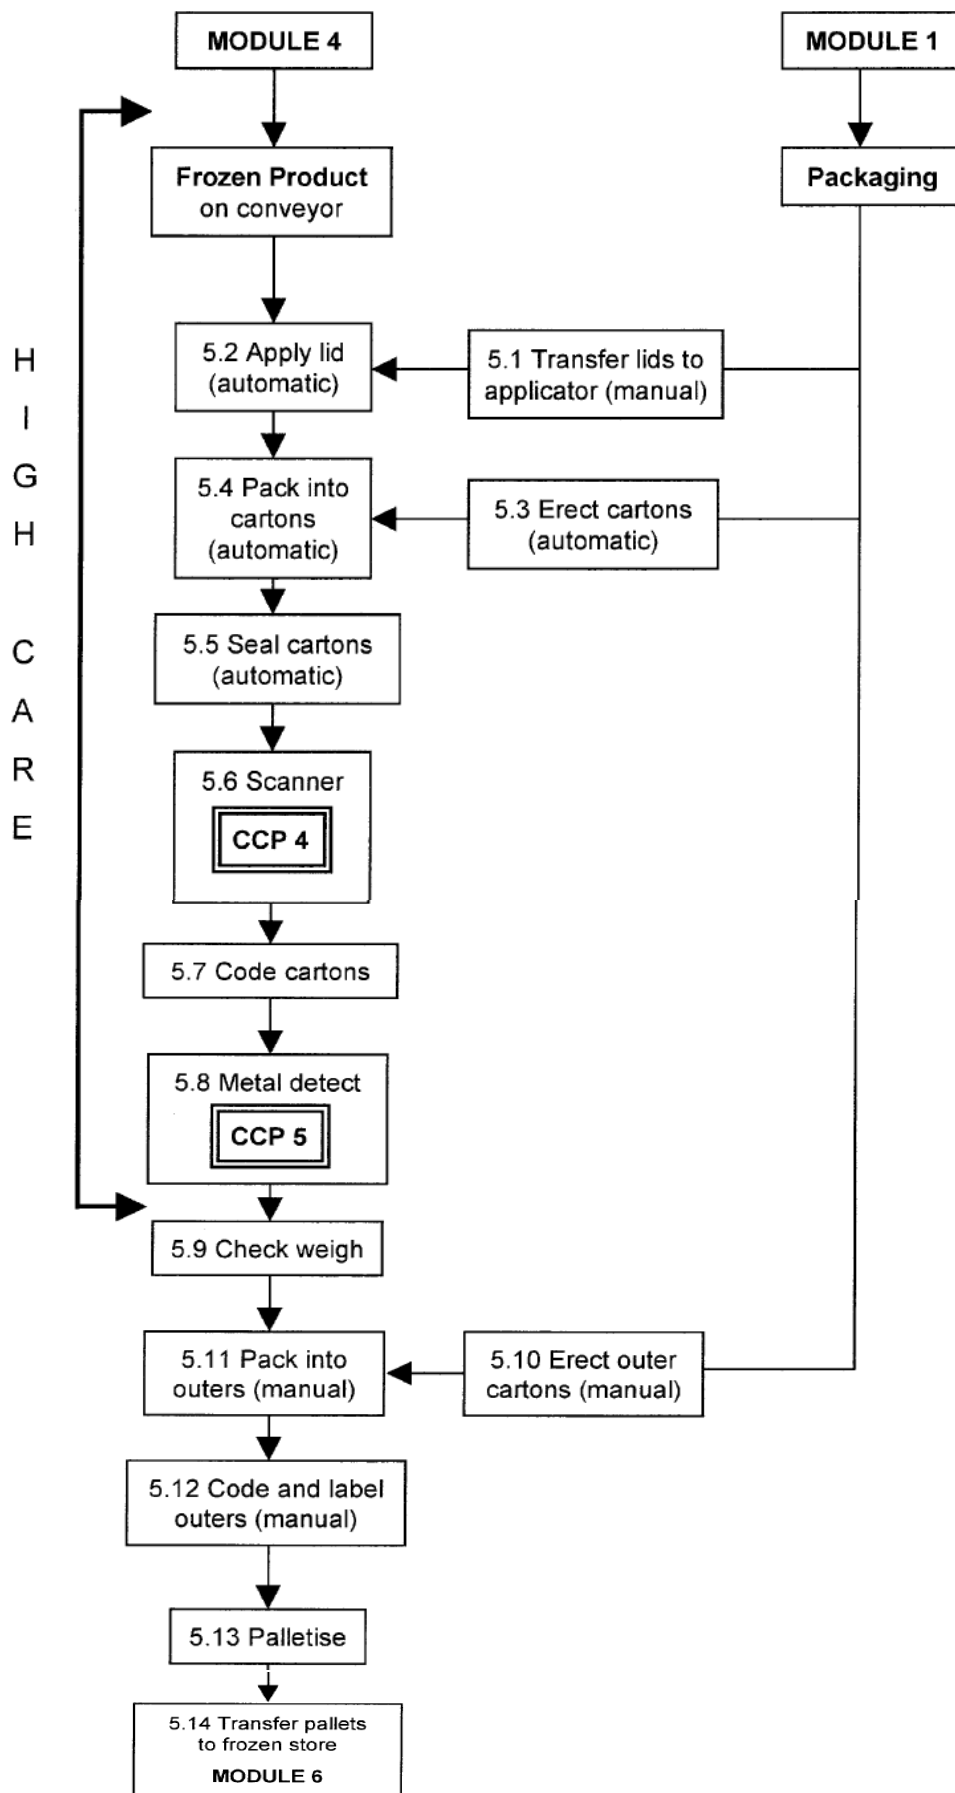 MODULE 4
MODULE 1
Frozen Product
on conveyor
Packaging
5.2 Apply lid
(automatic)
5.1 Transfer lids to
applicator (manual)
5.4 Pack into
cartons
(automatic)
5.3 Erect cartons
(automatic)
5.5 Seal cartons
(automatic)
5.6 Scanner
CCP 4
5.7 Code cartons
5.8 Metal detect
CCP 5
5.9 Check weigh
5.11 Pack into
outers (manual)
5.10 Erect outer
cartons (manual)
5.12 Code and label
outers (manual)
5.13 Palletise
5.14 Transfer pallets
to frozen store
MODULE 6
HIGH CARE